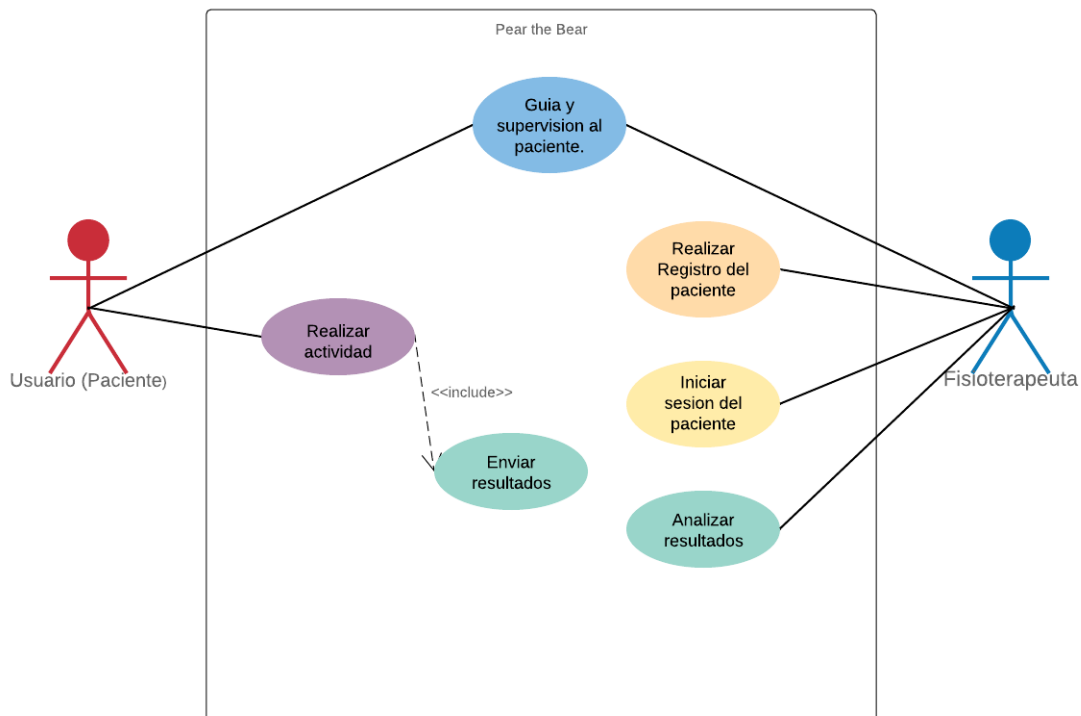 Pear the Bear
Guia y
supervision al
paciente.
Realizar
Registro del
paciente
Realizar
actividad
Usuario (Paciente)
Fisioterapeuta
<<include>>
Iniciar
sesion del
paciente
Enviar
resultados
Analizar
resultados